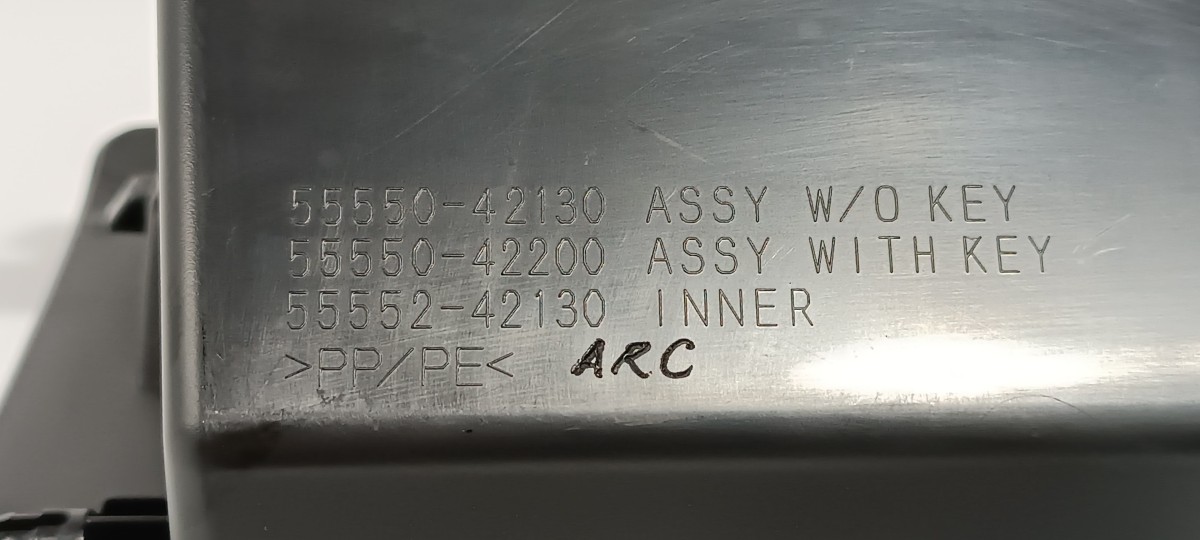 55550-42130 ASSY W/O KEY
55550-42200 ASSY WITH KEY
55552-42130 INNER
>PP/PE< ARC